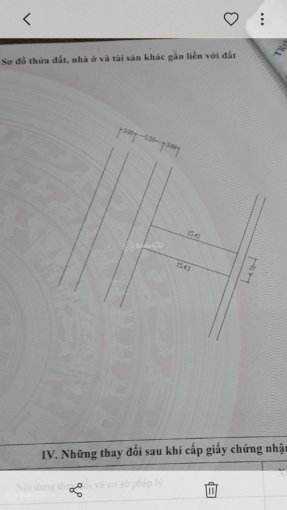 Sơ đồ thửa đất, nhà ở và tài sản khác gắn liền với đất
3.00
5.50
3.00
15.41
15.43
IV. Những thay đổi sau khi cấp giấy chứng nhận
Nội dung thay đổi và cơ sở pháp lý